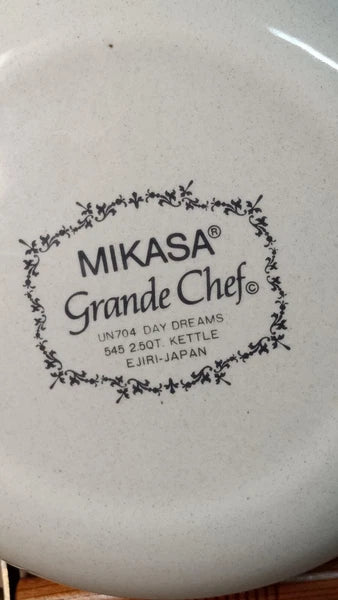 MIKASA®
Grande Chef©
UN704 DAY DREAMS
545 2.5QT. KETTLE
EJIRI-JAPAN